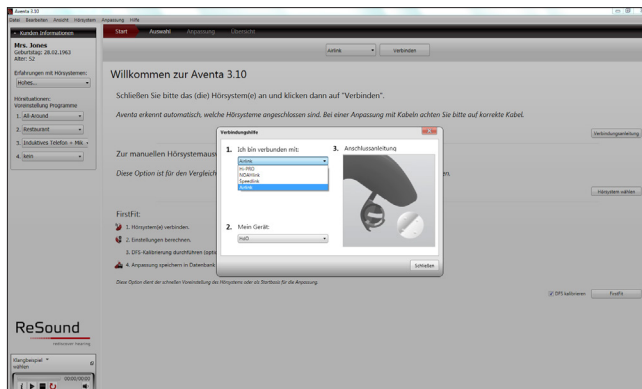 Aventa 3.10
Datei Bearbeiten Ansicht Hörsystem Anpassung Hilfe
Kunden Informationen
Start Auswahl Anpassung Übersicht
Mrs. Jones
Geburtstag: 28.02.1963
Alter: 52
Airlink
Verbinden
Erfahrungen mit Hörsystemen:
Hohes...
Willkommen zur Aventa 3.10
Schließen Sie bitte das (die) Hörsystem(e) an und klicken dann auf "Verbinden".
Hörsituationen:
Voreinstellung Programme
1. All-Around
2. Restaurant
3. Induktives Telefon + Mik
4. kein
Aventa erkennt automatisch, welche Hörsysteme angeschlossen sind. Bei einer Anpassung mit Kabeln achten Sie bitte auf korrekte Kabel.
Verbindungsanleitung
Verbindungshilfe
1. Ich bin verbunden mit:
Airlink
Hi-PRO
NOAHlink
Speedlink
Airlink
2. Mein Gerät:
HdO
3. Anschlussanleitung
Schließen
Zur manuellen Hörsystemaus
Diese Option ist für den Vergleich
en.
Hörsystem wählen
FirstFit:
1. Hörsystem(e) verbinden.
2. Einstellungen berechnen.
3. DFS-Kalibrierung durchführen (opti
4. Anpassung speichern in Datenbank
Diese Option dient der schnellen Voreinstellung des Hörsystems oder als Startbasis für die Anpassung.
DFS kalibrieren
FirstFit
ReSound
rediscover hearing
Klangbeispiel
wählen
00:00/00:00